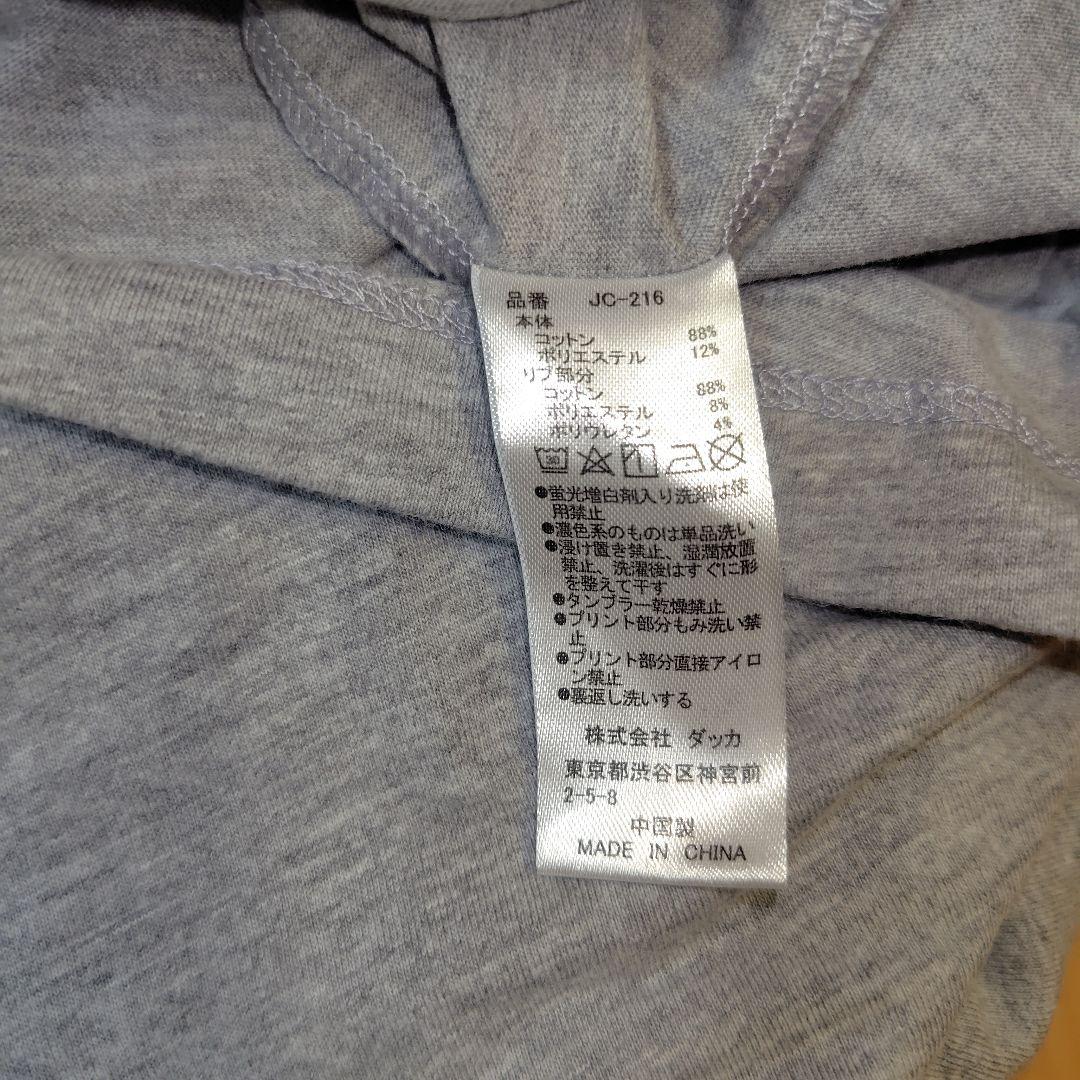 品番 JC-216
本体
コットン 88%
ポリエステル 12%
リブ部分
コットン 88%
ポリエステル 8%
ポリウレタン 4%
30
●蛍光増白剤入り洗剤は使
用禁止
●濃色系のものは単品洗い
●浸け置き禁止、湿潤放置
禁止、洗濯後はすぐに形
を整えて干す
●タンブラー乾燥禁止
●プリント部分もみ洗い禁
止
●プリント部分直接アイロ
ン禁止
●裏返し洗いする
株式会社 ダッカ
東京都渋谷区神宮前
2-5-8
中国製
MADE IN CHINA